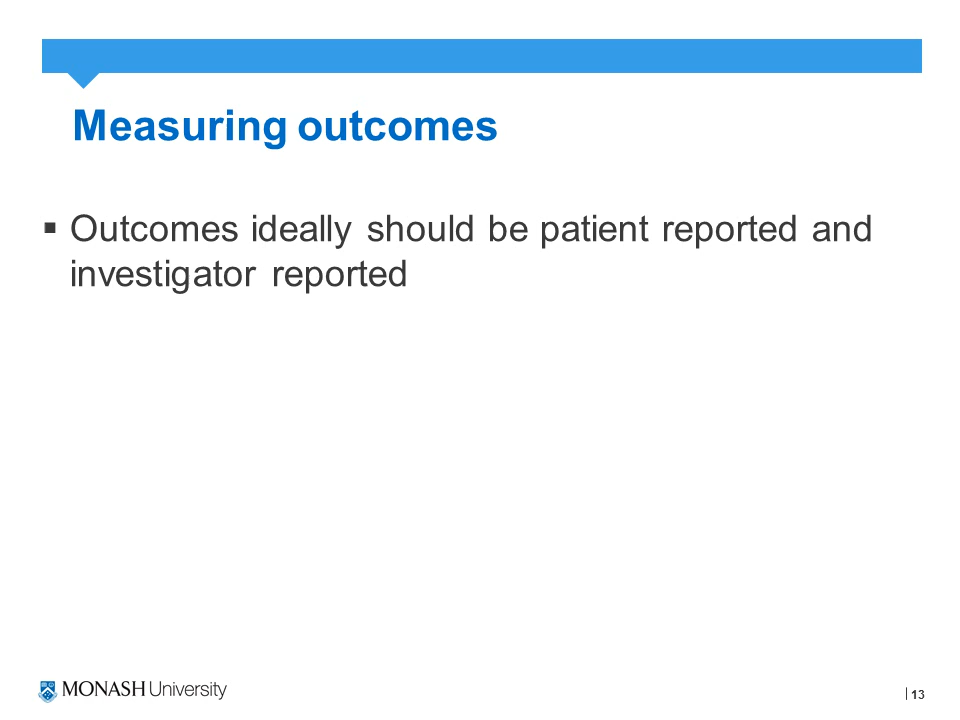 Measuring outcomes
▪ Outcomes ideally should be patient reported and
investigator reported
MONASH University
| 13